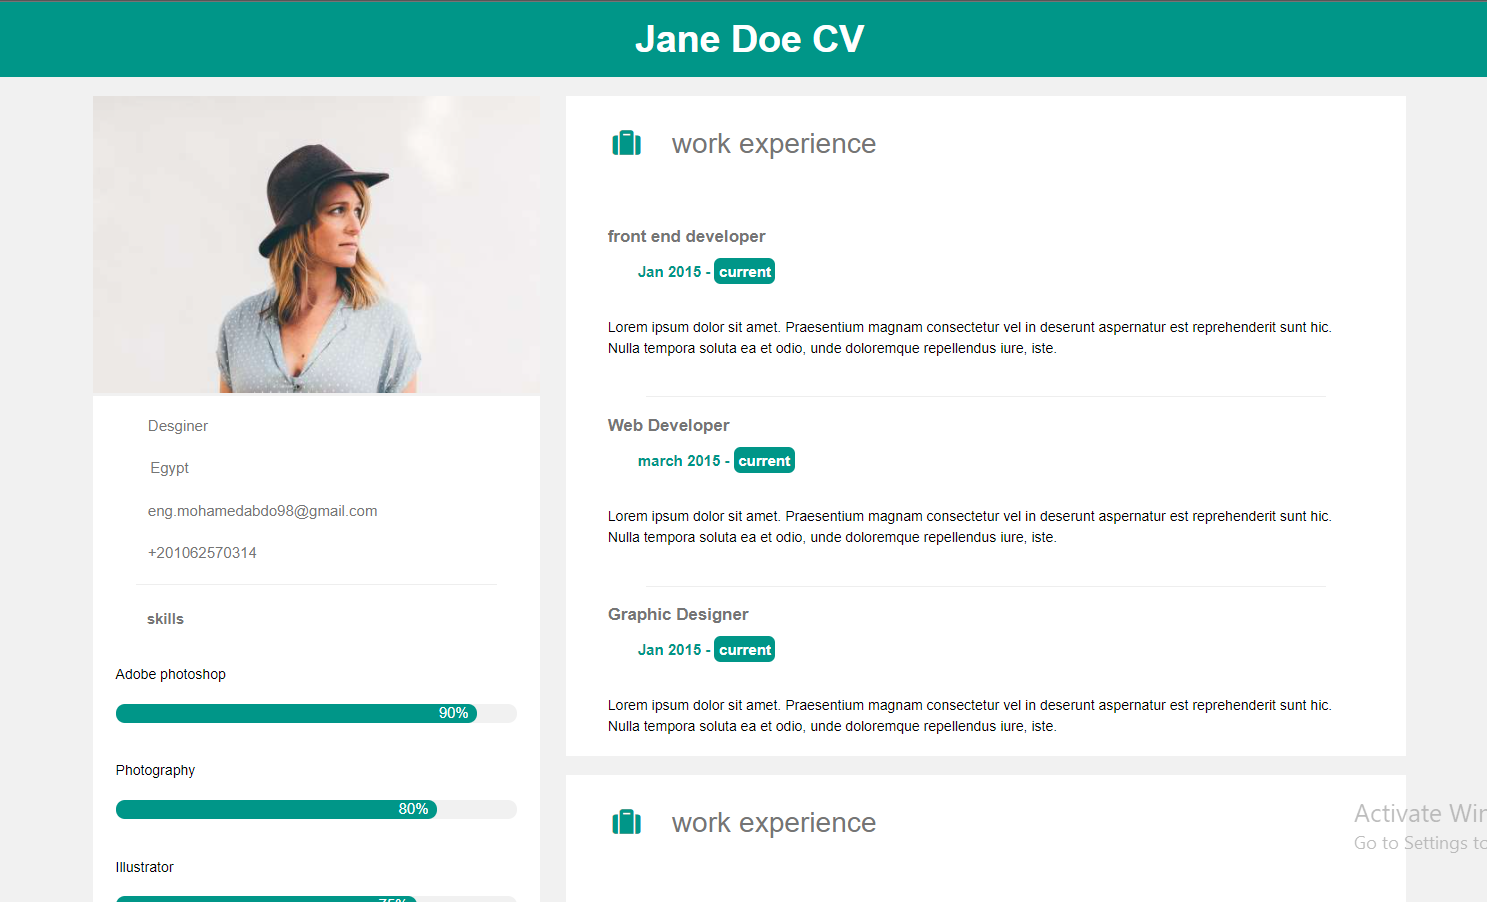 Jane Doe CV
Desginer
Egypt
eng.mohamedabdo98@gmail.com
+201062570314
skills
Adobe photoshop
90%
Photography
80%
Illustrator
75%
work experience
front end developer
Jan 2015 - current
Lorem ipsum dolor sit amet. Praesentium magnam consectetur vel in deserunt aspernatur est reprehenderit sunt hic.
Nulla tempora soluta ea et odio, unde doloremque repellendus iure, iste.
Web Developer
march 2015 - current
Lorem ipsum dolor sit amet. Praesentium magnam consectetur vel in deserunt aspernatur est reprehenderit sunt hic.
Nulla tempora soluta ea et odio, unde doloremque repellendus iure, iste.
Graphic Designer
Jan 2015 - current
Lorem ipsum dolor sit amet. Praesentium magnam consectetur vel in deserunt aspernatur est reprehenderit sunt hic.
Nulla tempora soluta ea et odio, unde doloremque repellendus iure, iste.
work experience
Activate Win
Go to Settings to